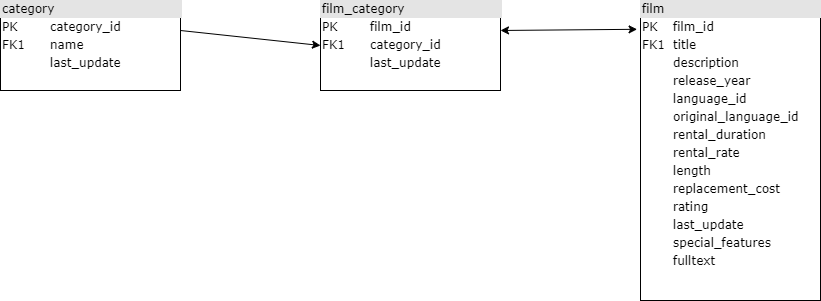 category
PK category_id
FK1 name
last_update
film_category
PK film_id
FK1 category_id
last_update
film
PK film_id
FK1 title
description
release_year
language_id
original_language_id
rental_duration
rental_rate
length
replacement_cost
rating
last_update
special_features
fulltext